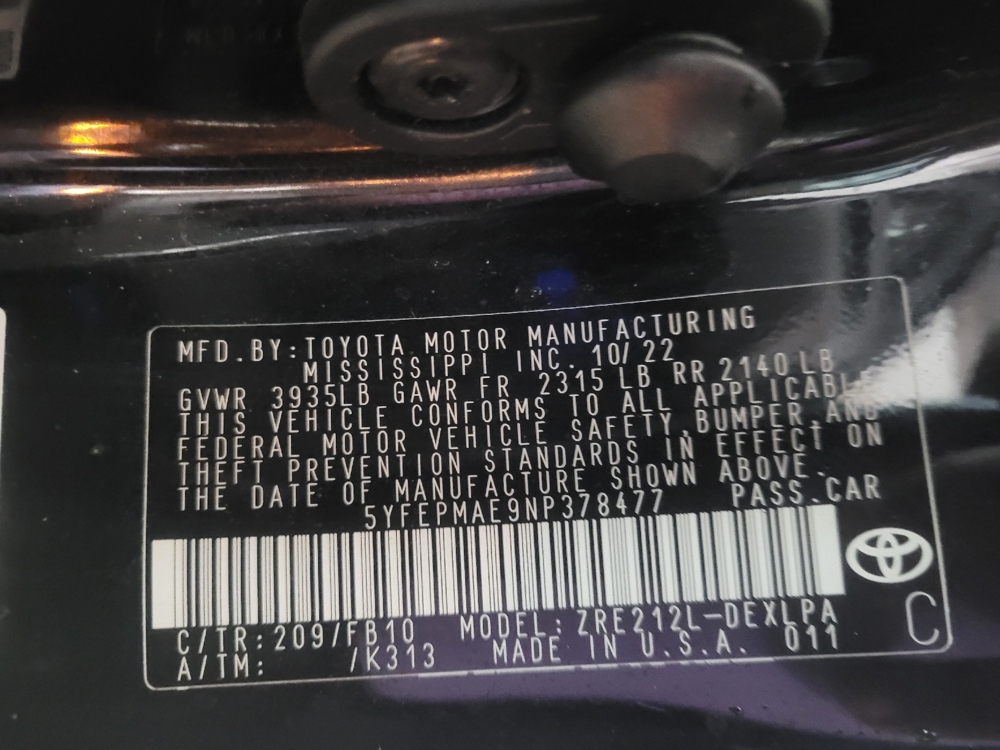 MFD.BY:TOYOTA MOTOR MANUFACTURING
MISSISSIPPI INC. 10/22
GVWR 3935LB GAWR FR 2315 LB RR 2140 LB
THIS VEHICLE CONFORMS TO ALL APPLICABLE
FEDERAL MOTOR VEHICLE SAFETY, BUMPER AND
THEFT PREVENTION STANDARDS IN EFFECT ON
THE DATE OF MANUFACTURE SHOWN ABOVE.
5YFEPMAE9NP378477 PASS.CAR
C/TR:209/FB10 MODEL: ZRE212L-DEXLPA
A/TM: /K313 MADE IN U.S.A. 011
C